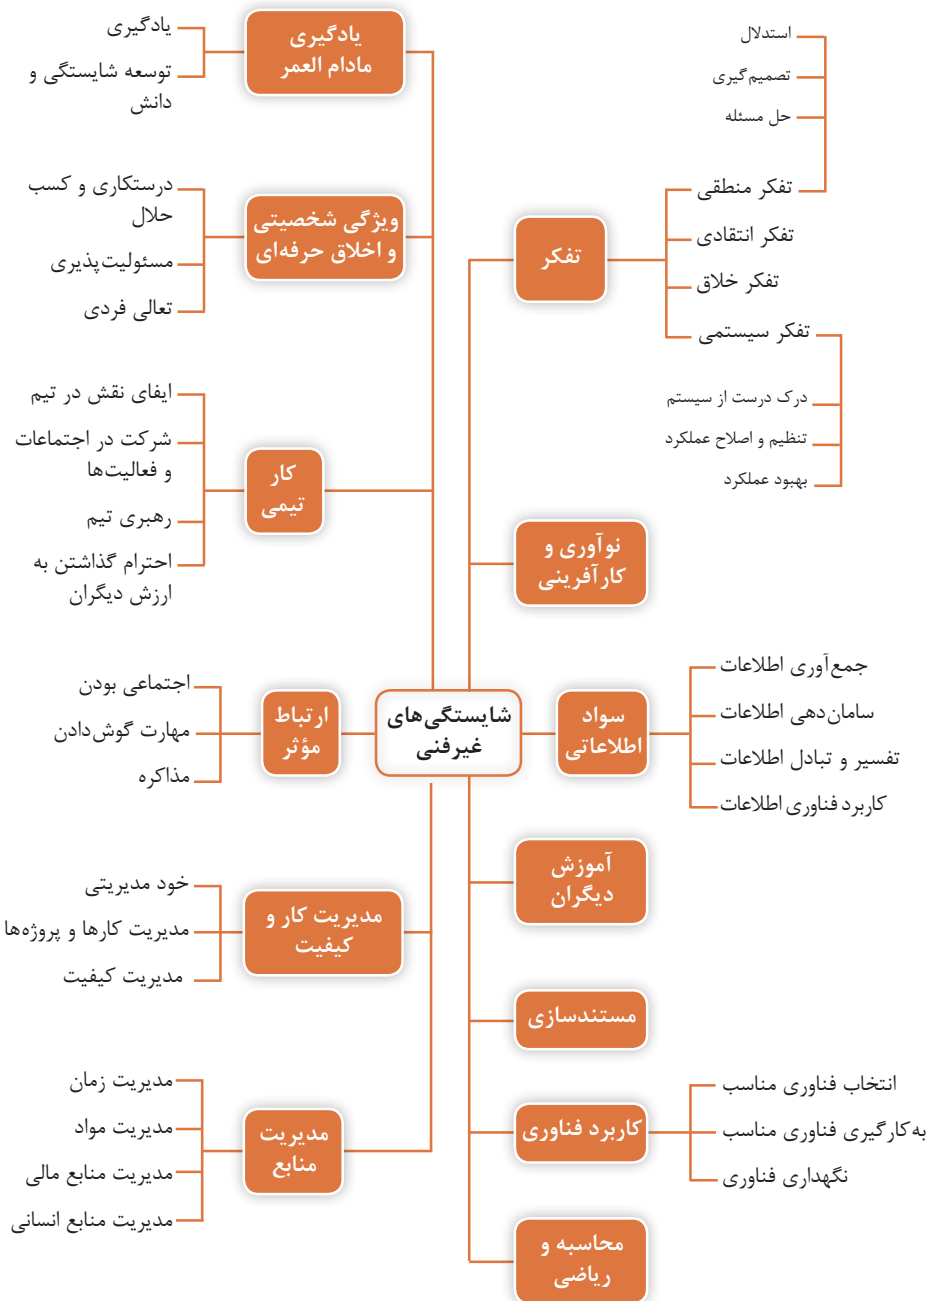 شایستگی‌های
غیرفنی
تفکر
استدلال
تصمیم‌گیری
حل مسئله
تفکر منطقی
تفکر انتقادی
تفکر خلاق
تفکر سیستمی
درک درست از سیستم
تنظیم و اصلاح عملکرد
بهبود عملکرد
نوآوری و
کارآفرینی
سواد
اطلاعاتی
جمع‌آوری اطلاعات
سامان‌دهی اطلاعات
تفسیر و تبادل اطلاعات
کاربرد فناوری اطلاعات
آموزش
دیگران
مستندسازی
کاربرد فناوری
انتخاب فناوری مناسب
به‌کارگیری فناوری مناسب
نگهداری فناوری
محاسبه و
ریاضی
یادگیری
مادام العمر
یادگیری
توسعه شایستگی و
دانش
ویژگی شخصیتی
و اخلاق حرفه‌ای
درستکاری و کسب
حلال
مسئولیت‌پذیری
تعالی فردی
کار
تیمی
ایفای نقش در تیم
شرکت در اجتماعات
و فعالیت‌ها
رهبری تیم
احترام گذاشتن به
ارزش دیگران
ارتباط
مؤثر
اجتماعی بودن
مهارت گوش‌دادن
مذاکره
مدیریت کار و
کیفیت
خود مدیریتی
مدیریت کارها و پروژه‌ها
مدیریت کیفیت
مدیریت
منابع
مدیریت زمان
مدیریت مواد
مدیریت منابع مالی
مدیریت منابع انسانی